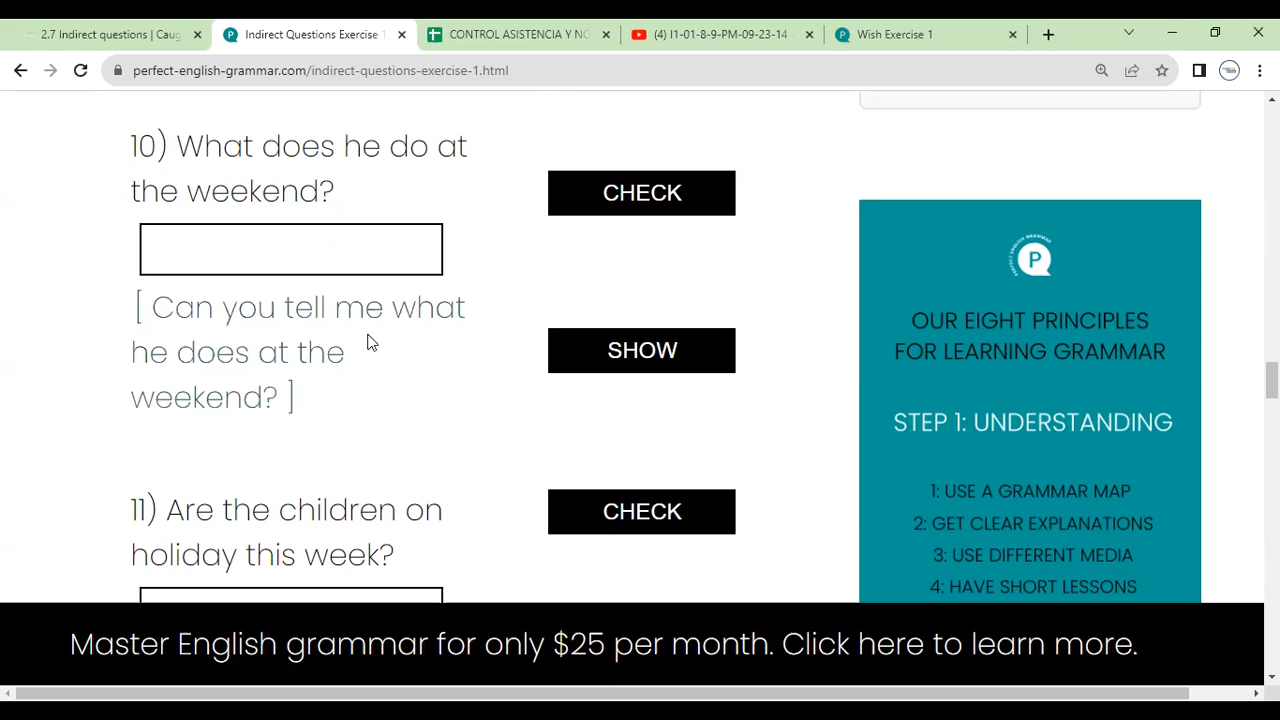 2.7 Indirect questions | Caug
Indirect Questions Exercise 1
CONTROL ASISTENCIA Y NO
(4) I1-01-8-9-PM-09-23-14
Wish Exercise 1
perfect-english-grammar.com/indirect-questions-exercise-1.html
10) What does he do at
the weekend?
CHECK
[ Can you tell me what
he does at the
weekend? ]
SHOW
11) Are the children on
holiday this week?
CHECK
PERFECT ENGLISH GRAMMAR
P
OUR EIGHT PRINCIPLES
FOR LEARNING GRAMMAR
STEP 1: UNDERSTANDING
1: USE A GRAMMAR MAP
2: GET CLEAR EXPLANATIONS
3: USE DIFFERENT MEDIA
4: HAVE SHORT LESSONS
Master English grammar for only $25 per month. Click here to learn more.